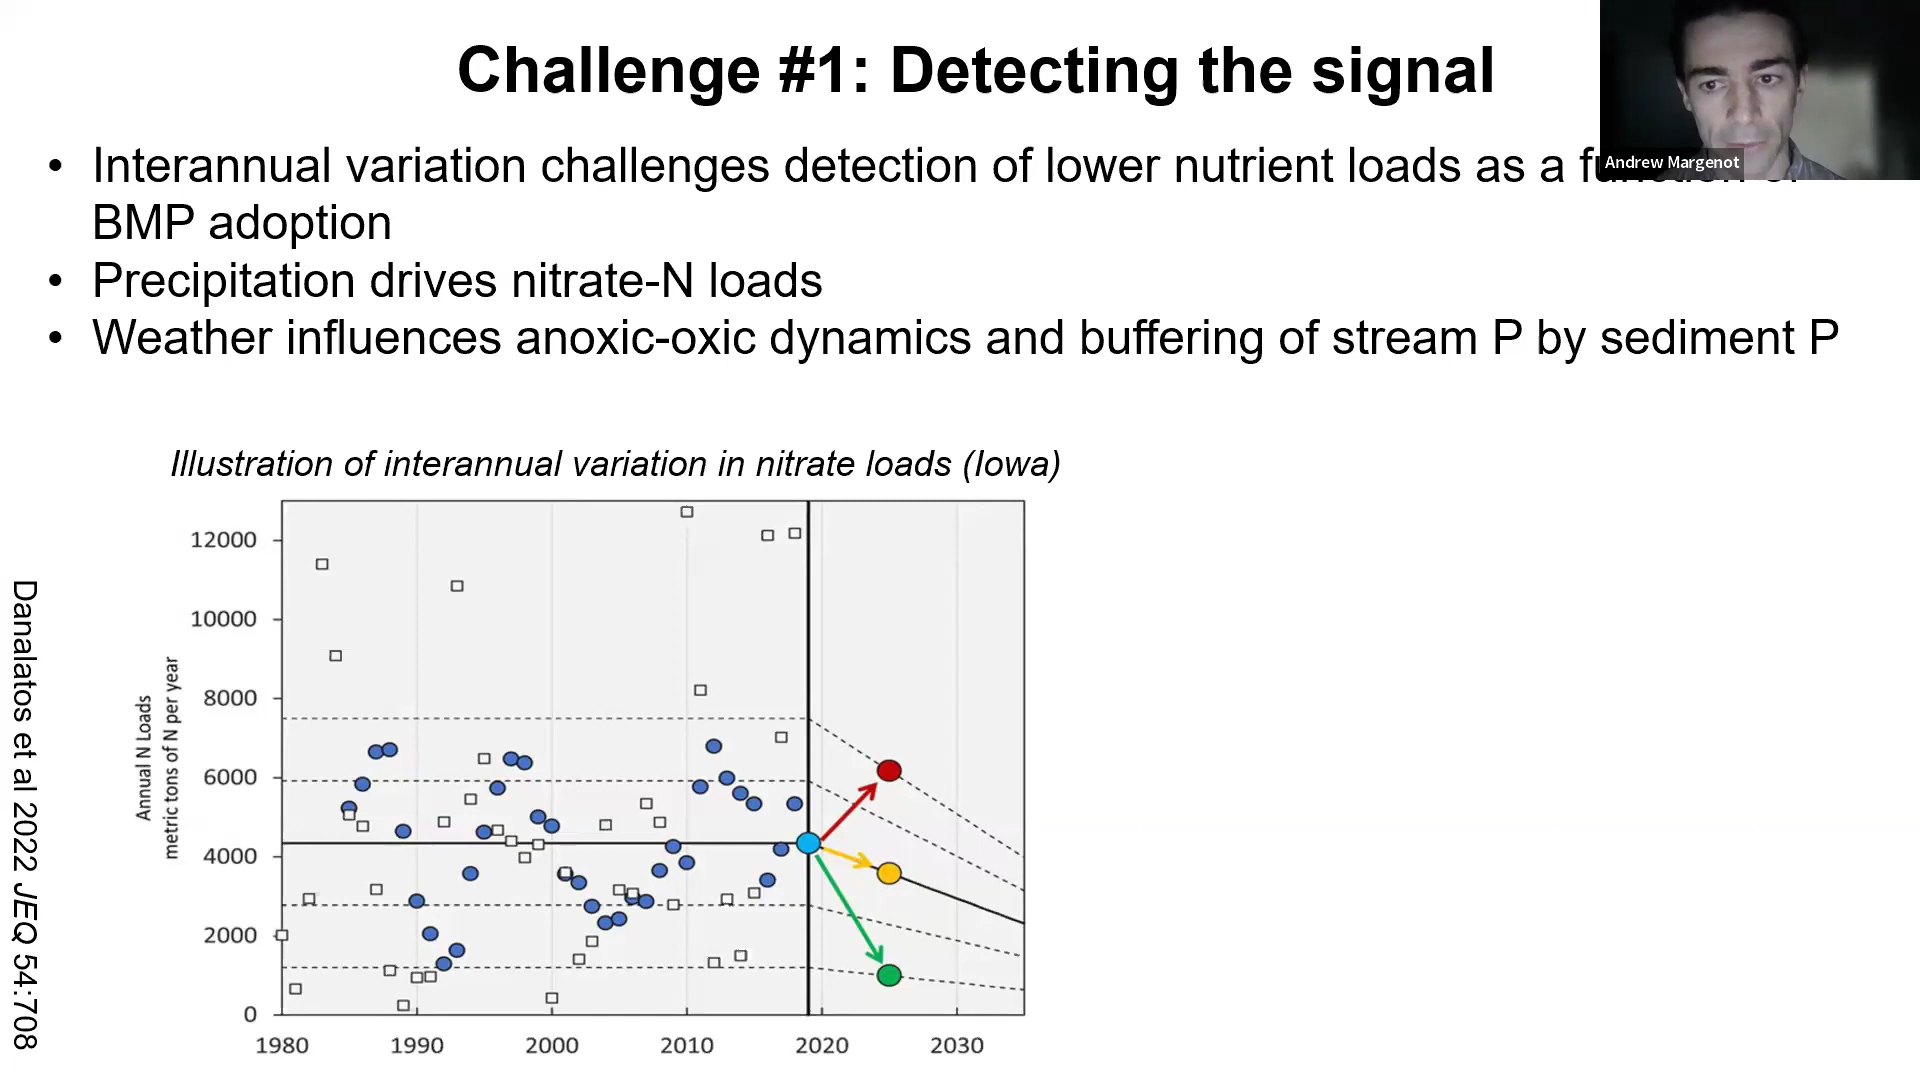 Challenge #1: Detecting the signal
Andrew Margenot
• Interannual variation challenges detection of lower nutrient loads as a
BMP adoption
• Precipitation drives nitrate-N loads
• Weather influences anoxic-oxic dynamics and buffering of stream P by sediment P
Illustration of interannual variation in nitrate loads (Iowa)
Annual N Loads
metric tons of N per year
12000
10000
8000
6000
4000
2000
0
1980 1990 2000 2010 2020 2030
Danalatos et al 2022 JEQ 54:708